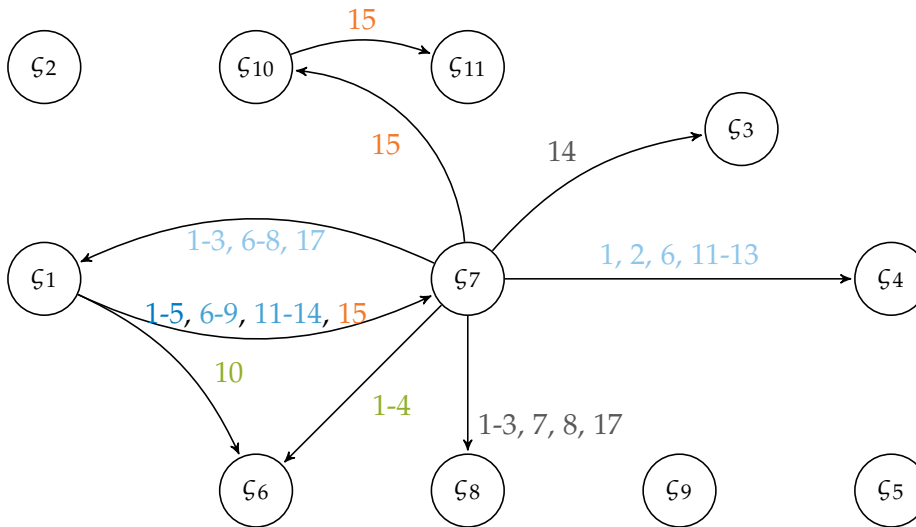 15
ς2
ς10
ς11
ς3
15
14
1-3, 6-8, 17
1, 2, 6, 11-13
ς1
ς7
ς4
1-5, 6-9, 11-14, 15
10
1-4
1-3, 7, 8, 17
ς6
ς8
ς9
ς5